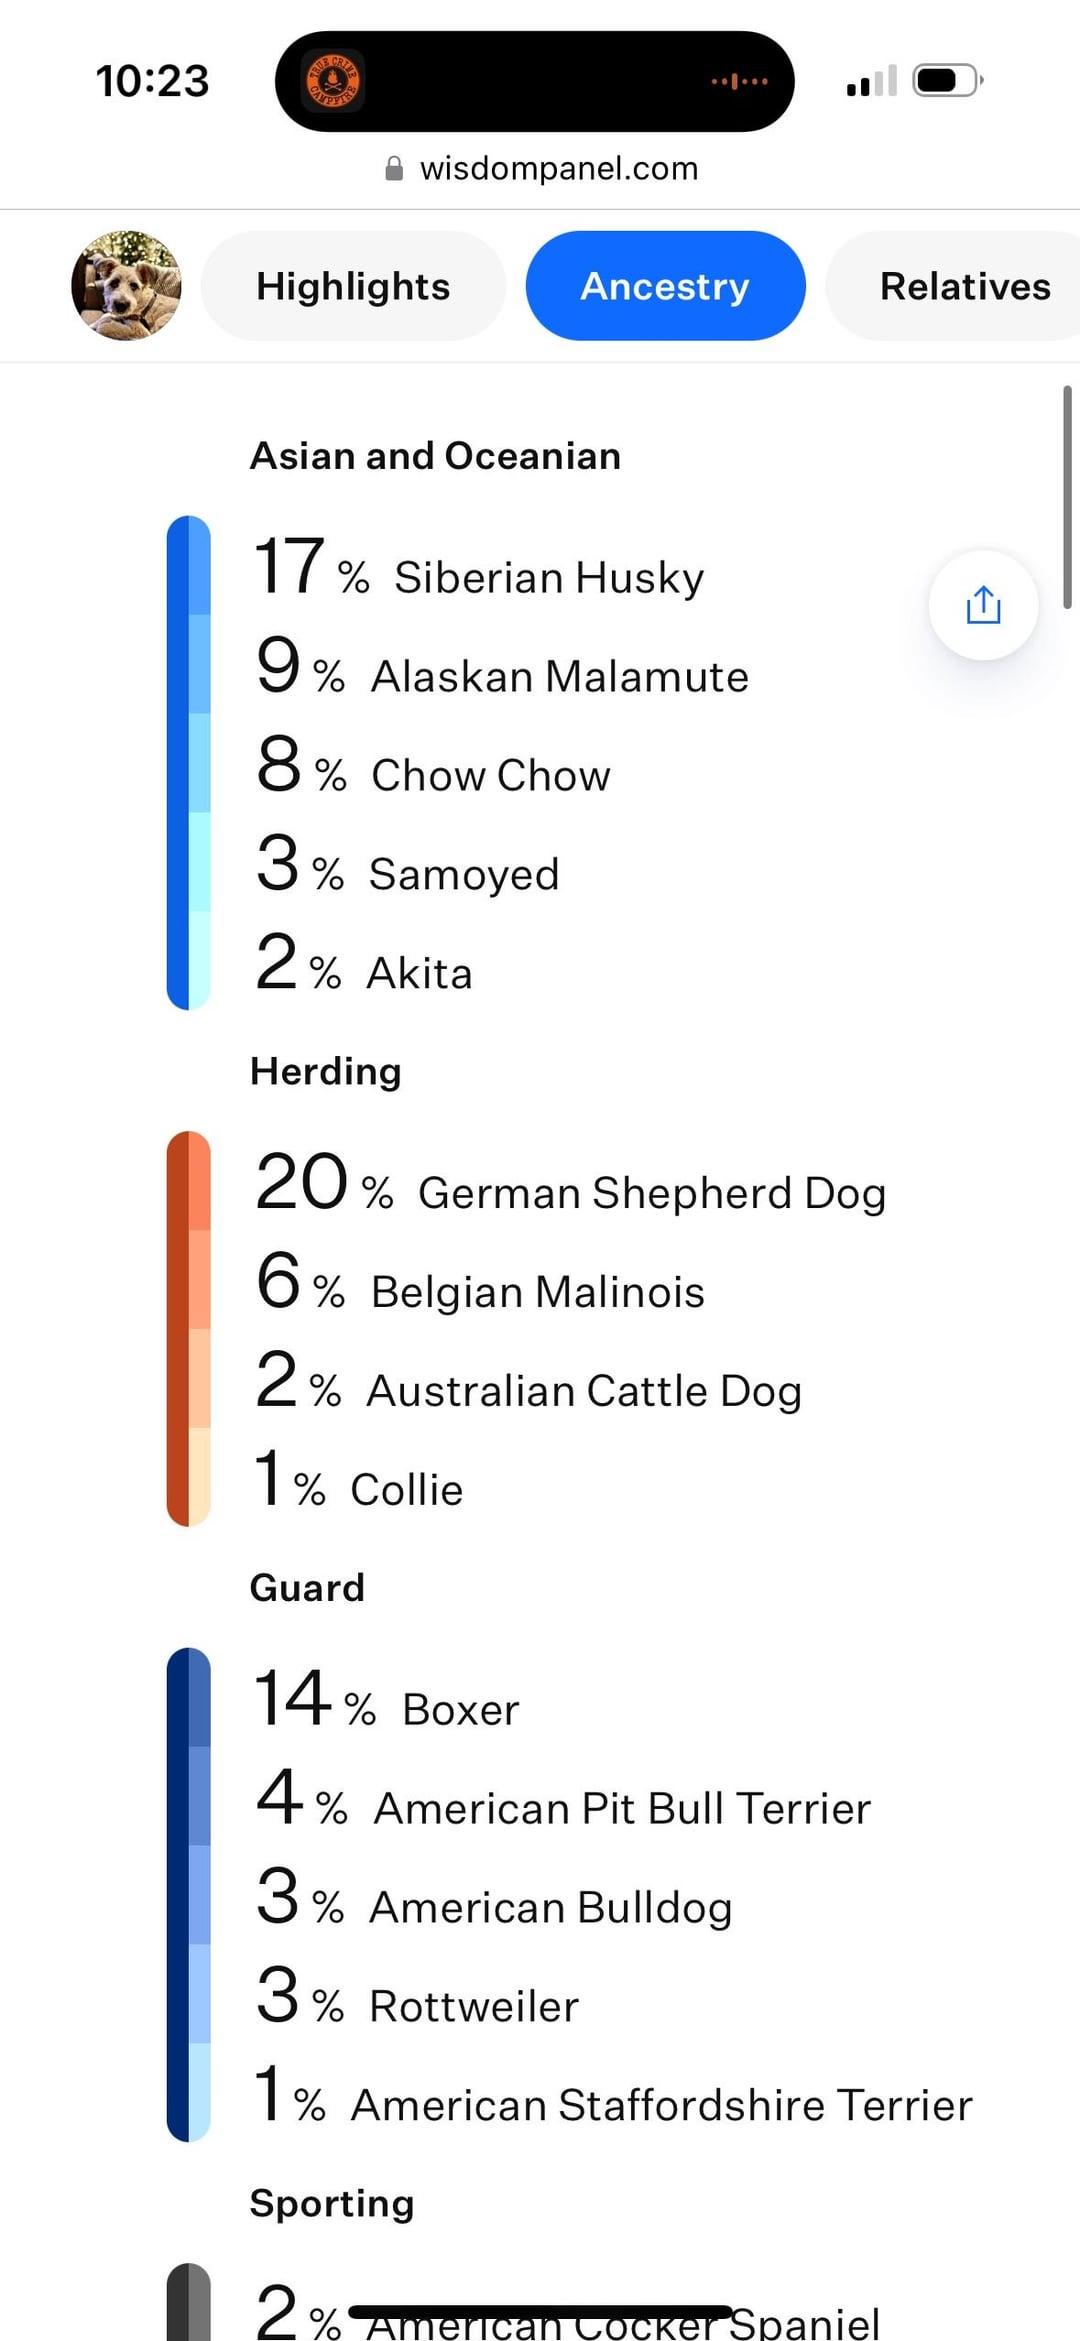 10:23
TRUE CRIME
CAMPFIRE
wisdompanel.com
Highlights
Ancestry
Relatives
Asian and Oceanian
17 % Siberian Husky
9 % Alaskan Malamute
8 % Chow Chow
3 % Samoyed
2 % Akita
Herding
20 % German Shepherd Dog
6 % Belgian Malinois
2 % Australian Cattle Dog
1 % Collie
Guard
14 % Boxer
4 % American Pit Bull Terrier
3 % American Bulldog
3 % Rottweiler
1 % American Staffordshire Terrier
Sporting
2 % American Cocker Spaniel